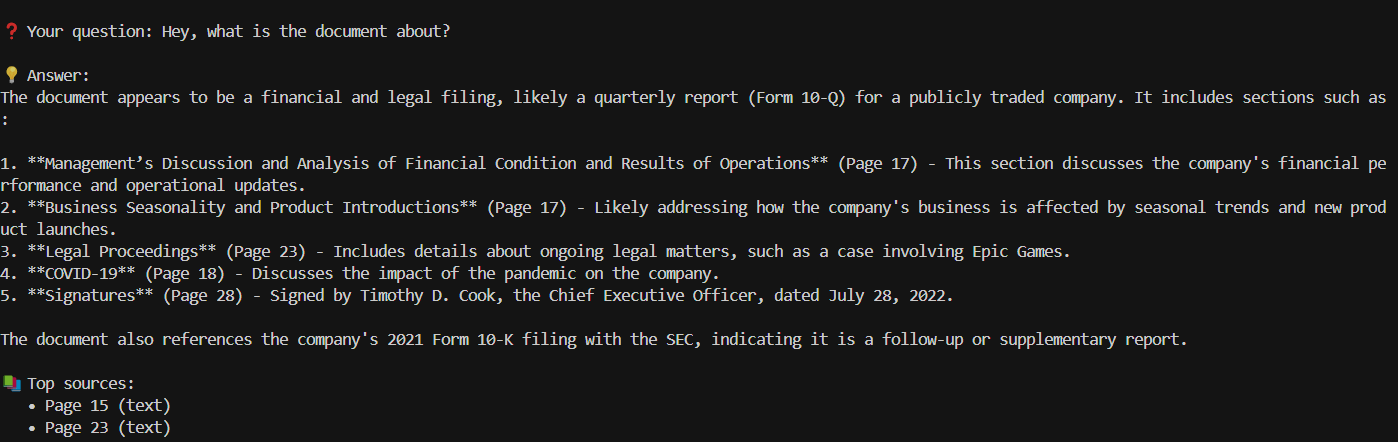 ❓ Your question: Hey, what is the document about?
💡 Answer:
The document appears to be a financial and legal filing, likely a quarterly report (Form 10-Q) for a publicly traded company. It includes sections such as
:
1. **Management’s Discussion and Analysis of Financial Condition and Results of Operations** (Page 17) - This section discusses the company's financial pe
rformance and operational updates.
2. **Business Seasonality and Product Introductions** (Page 17) - Likely addressing how the company's business is affected by seasonal trends and new prod
uct launches.
3. **Legal Proceedings** (Page 23) - Includes details about ongoing legal matters, such as a case involving Epic Games.
4. **COVID-19** (Page 18) - Discusses the impact of the pandemic on the company.
5. **Signatures** (Page 28) - Signed by Timothy D. Cook, the Chief Executive Officer, dated July 28, 2022.
The document also references the company's 2021 Form 10-K filing with the SEC, indicating it is a follow-up or supplementary report.
📚 Top sources:
• Page 15 (text)
• Page 23 (text)